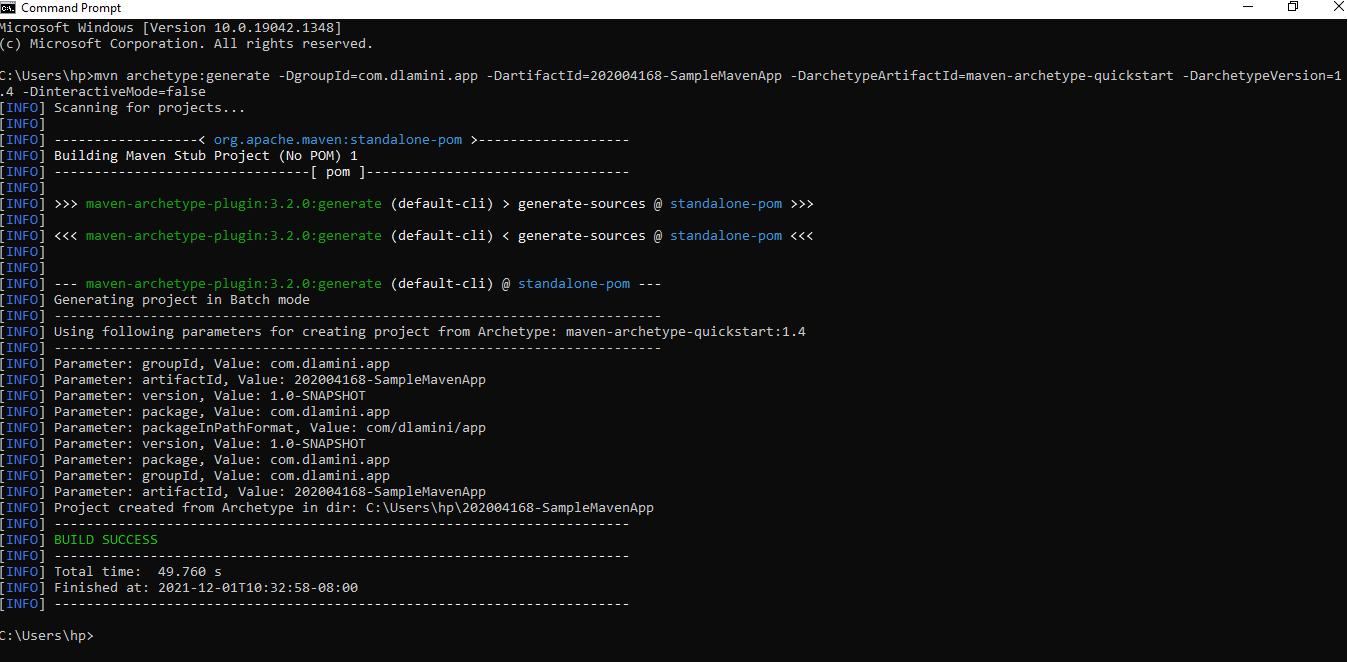 Command Prompt
Microsoft Windows [Version 10.0.19042.1348]
(c) Microsoft Corporation. All rights reserved.
C:\Users\hp>mvn archetype:generate -DgroupId=com.dlamini.app -DartifactId=202004168-SampleMavenApp -DarchetypeArtifactId=maven-archetype-quickstart -DarchetypeVersion=1
.4 -DinteractiveMode=false
[INFO] Scanning for projects...
[INFO]
[INFO] ------------------< org.apache.maven:standalone-pom >-------------------
[INFO] Building Maven Stub Project (No POM) 1
[INFO] --------------------------------[ pom ]---------------------------------
[INFO]
[INFO] >>> maven-archetype-plugin:3.2.0:generate (default-cli) > generate-sources @ standalone-pom >>>
[INFO]
[INFO] <<< maven-archetype-plugin:3.2.0:generate (default-cli) < generate-sources @ standalone-pom <<<
[INFO]
[INFO]
[INFO] --- maven-archetype-plugin:3.2.0:generate (default-cli) @ standalone-pom ---
[INFO] Generating project in Batch mode
[INFO] ----------------------------------------------------------------------------
[INFO] Using following parameters for creating project from Archetype: maven-archetype-quickstart:1.4
[INFO] ----------------------------------------------------------------------------
[INFO] Parameter: groupId, Value: com.dlamini.app
[INFO] Parameter: artifactId, Value: 202004168-SampleMavenApp
[INFO] Parameter: version, Value: 1.0-SNAPSHOT
[INFO] Parameter: package, Value: com.dlamini.app
[INFO] Parameter: packageInPathFormat, Value: com/dlamini/app
[INFO] Parameter: version, Value: 1.0-SNAPSHOT
[INFO] Parameter: package, Value: com.dlamini.app
[INFO] Parameter: groupId, Value: com.dlamini.app
[INFO] Parameter: artifactId, Value: 202004168-SampleMavenApp
[INFO] Project created from Archetype in dir: C:\Users\hp\202004168-SampleMavenApp
[INFO] ------------------------------------------------------------------------
[INFO] BUILD SUCCESS
[INFO] ------------------------------------------------------------------------
[INFO] Total time:  49.760 s
[INFO] Finished at: 2021-12-01T10:32:58-08:00
[INFO] ------------------------------------------------------------------------
C:\Users\hp>